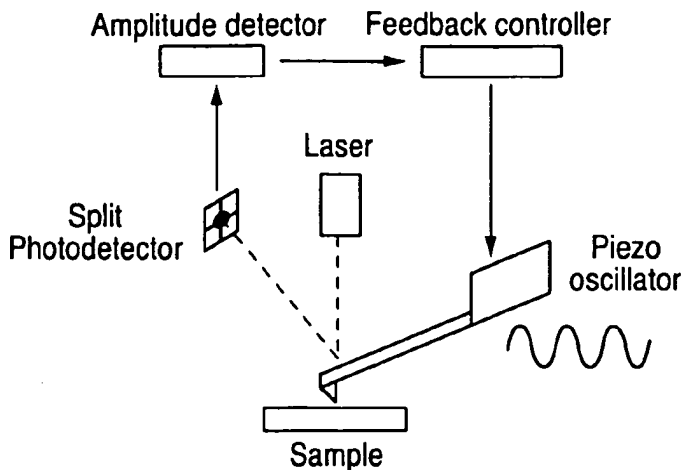 Amplitude detector
Feedback controller
Laser
Split
Photodetector
Piezo
oscillator
Sample